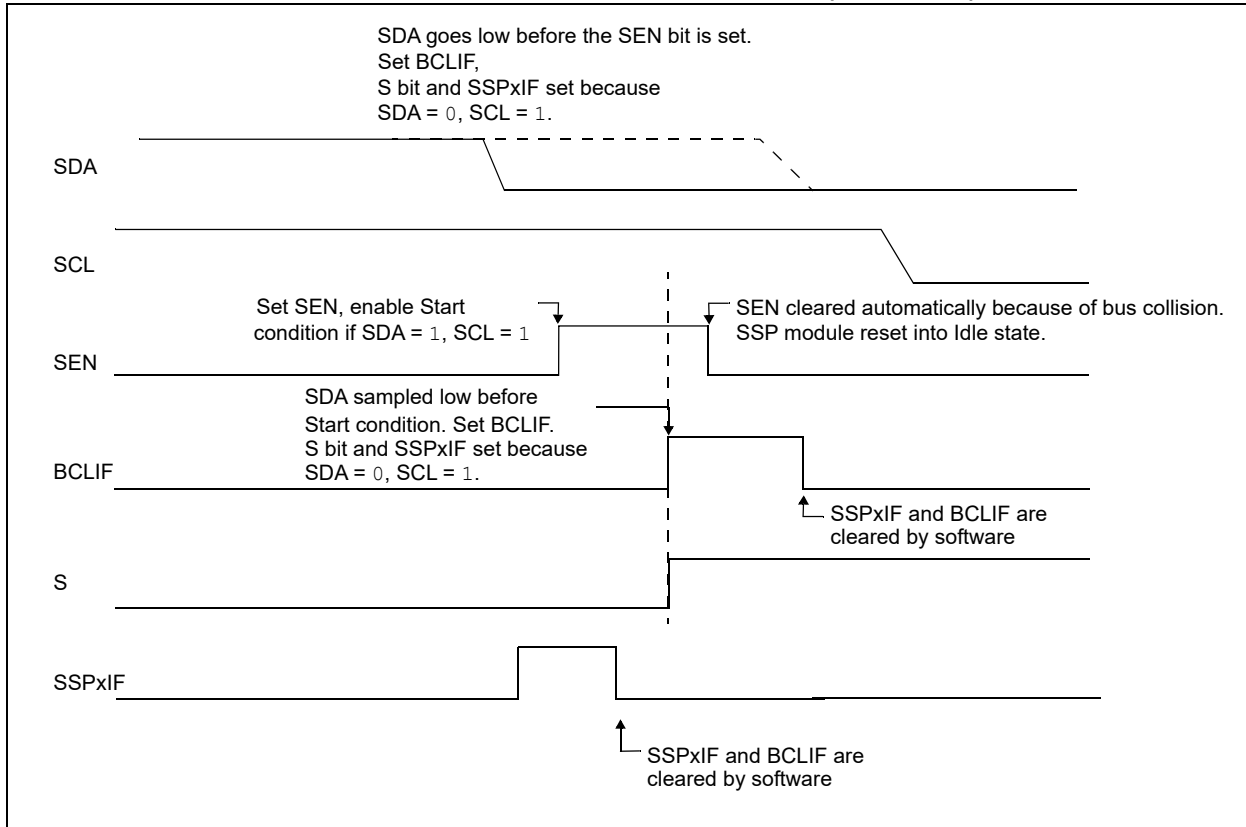 SDA goes low before the SEN bit is set.
Set BCLIF,
S bit and SSPxIF set because
SDA = 0, SCL = 1.
SDA
SCL
Set SEN, enable Start
condition if SDA = 1, SCL = 1
SEN cleared automatically because of bus collision.
SSP module reset into Idle state.
SEN
SDA sampled low before
Start condition. Set BCLIF.
S bit and SSPxIF set because
SDA = 0, SCL = 1.
BCLIF
SSPxIF and BCLIF are
cleared by software
S
SSPxIF
SSPxIF and BCLIF are
cleared by software